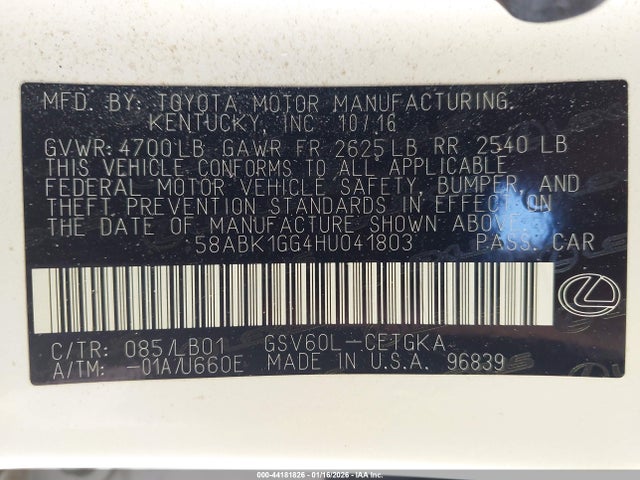 MFD. BY: TOYOTA MOTOR MANUFACTURING,
KENTUCKY, INC 10/16
GVWR: 4700LB GAWR FR 2625LB RR 2540 LB
THIS VEHICLE CONFORMS TO ALL APPLICABLE
FEDERAL MOTOR VEHICLE SAFETY, BUMPER, AND
THEFT PREVENTION STANDARDS IN EFFECT ON
THE DATE OF MANUFACTURE SHOWN ABOVE.
58ABK1GG4HU041803 PASS. CAR
C/TR: 085/LB01 GSV60L-CETGKA
A/TM: -01A/U660E MADE IN U.S.A. 96839
000-44181826 - 01/16/2026 - IAA Inc.